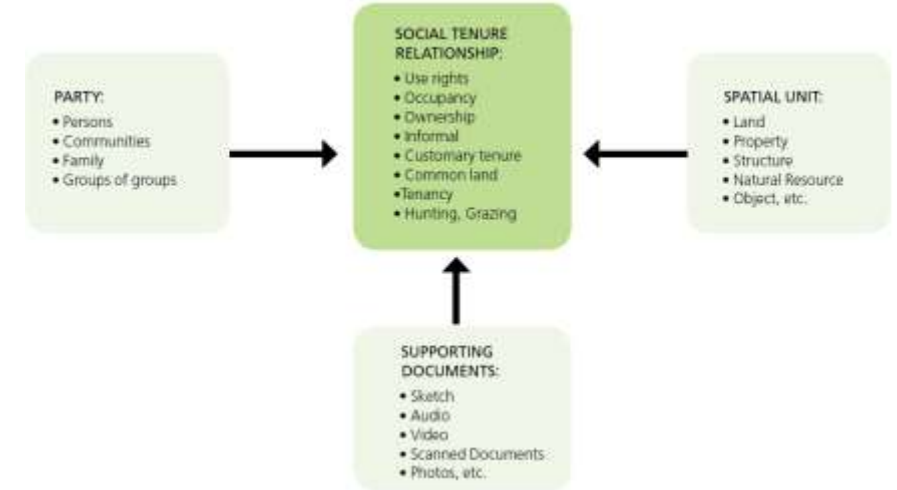 SOCIAL TENURE
RELATIONSHIP:
• Use rights
• Occupancy
• Ownership
• Informal
• Customary tenure
• Common land
•Tenancy
• Hunting, Grazing
PARTY:
• Persons
• Communities
• Family
• Groups of groups
SPATIAL UNIT:
• Land
• Property
• Structure
• Natural Resource
• Object, etc.
SUPPORTING
DOCUMENTS:
• Sketch
• Audio
• Video
• Scanned Documents
• Photos, etc.